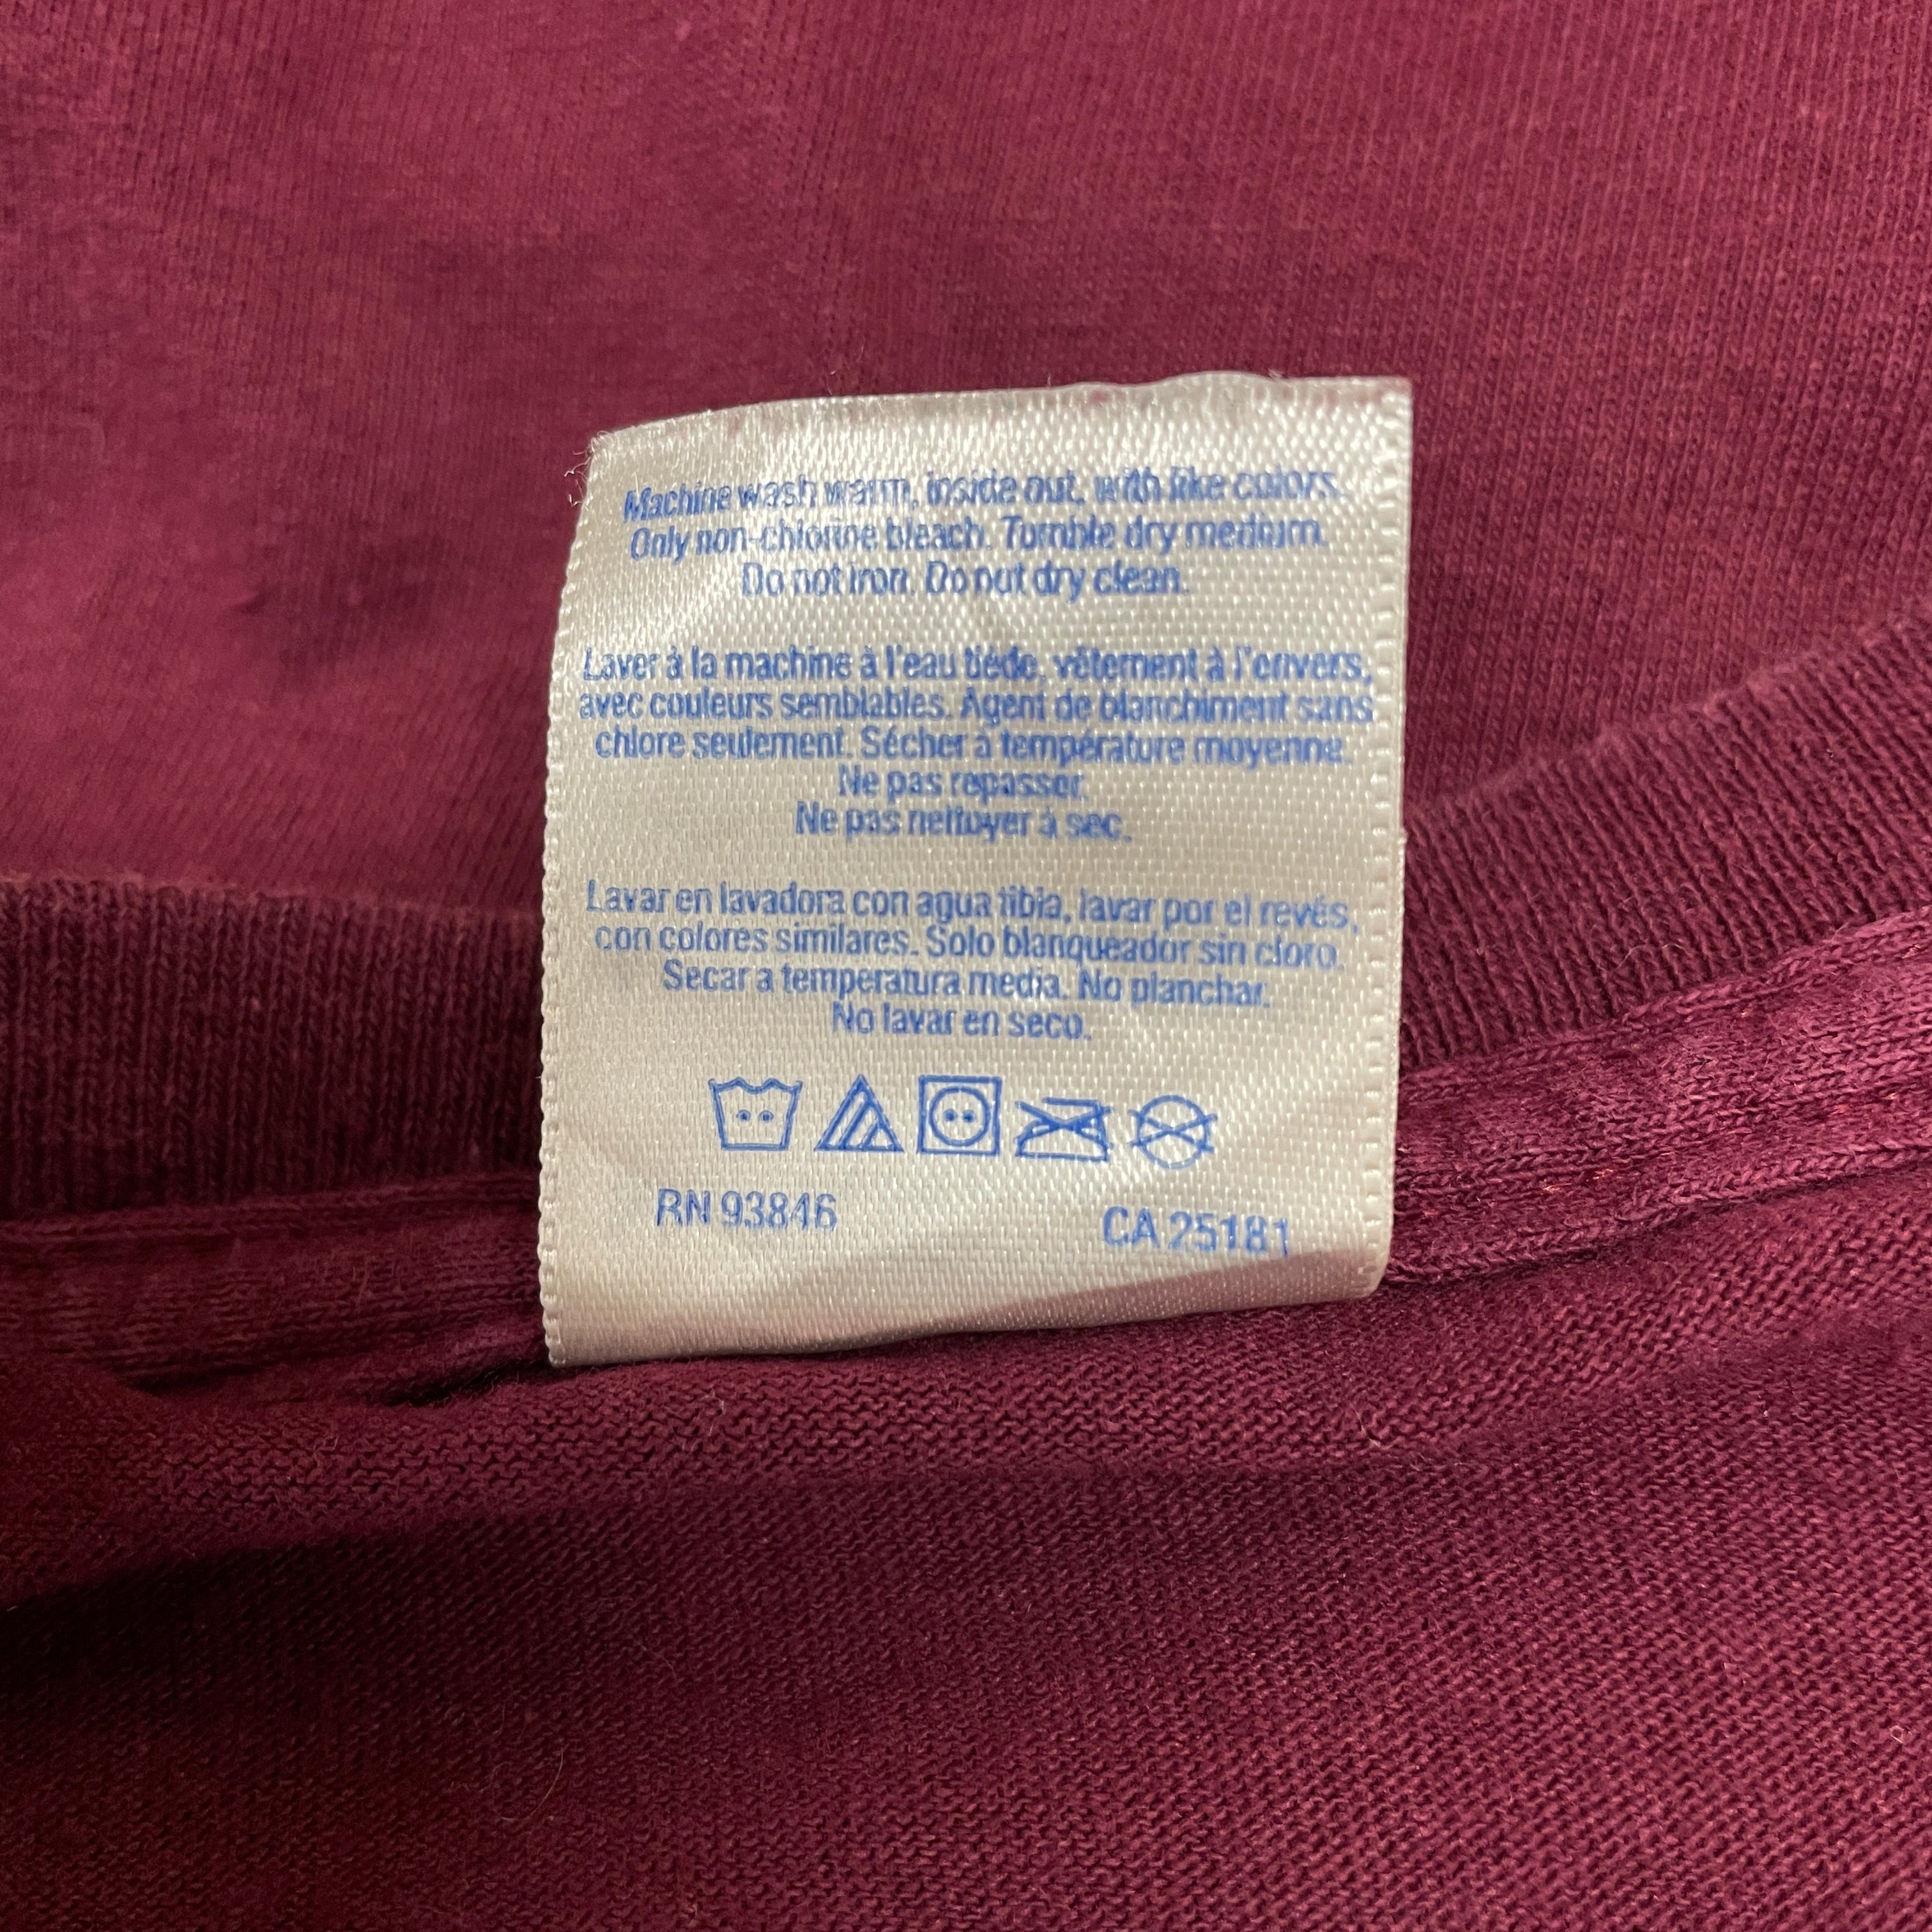 Machine wash warm, inside out, with like colors.
Only non-chlorine bleach. Tumble dry medium.
Do not iron. Do not dry clean.
Laver à la machine à l'eau tiède, vêtement à l'envers,
avec couleurs semblables. Agent de blanchiment sans
chlore seulement. Sécher à température moyenne.
Ne pas repasser.
Ne pas nettoyer à sec.
Lavar en lavadora con agua tibia, lavar por el revés,
con colores similares. Solo blanqueador sin cloro.
Secar a temperatura media. No planchar.
No lavar en seco.
RN 93846 CA 25181